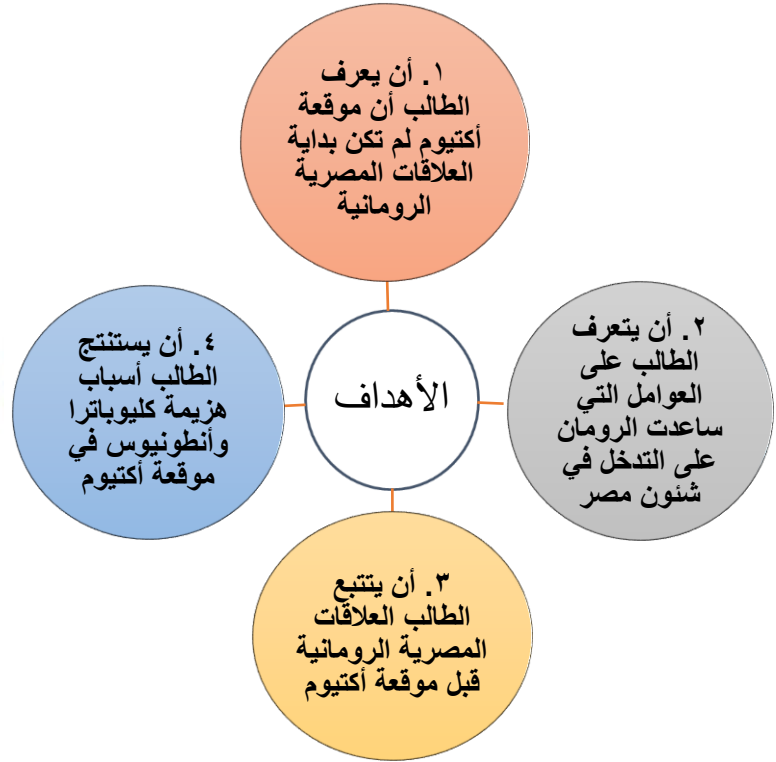 ١. أن يعرف
الطالب أن موقعة
أكتيوم لم تكن بداية
العلاقات المصرية
الرومانية
٢. أن يتعرف
الطالب على
العوامل التي
ساعدت الرومان
على التدخل في
شئون مصر
٣. أن يتتبع
الطالب العلاقات
المصرية الرومانية
قبل موقعة أكتيوم
٤. أن يستنتج
الطالب أسباب
هزيمة كليوباترا
وأنطونيوس في
موقعة أكتيوم
الأهداف